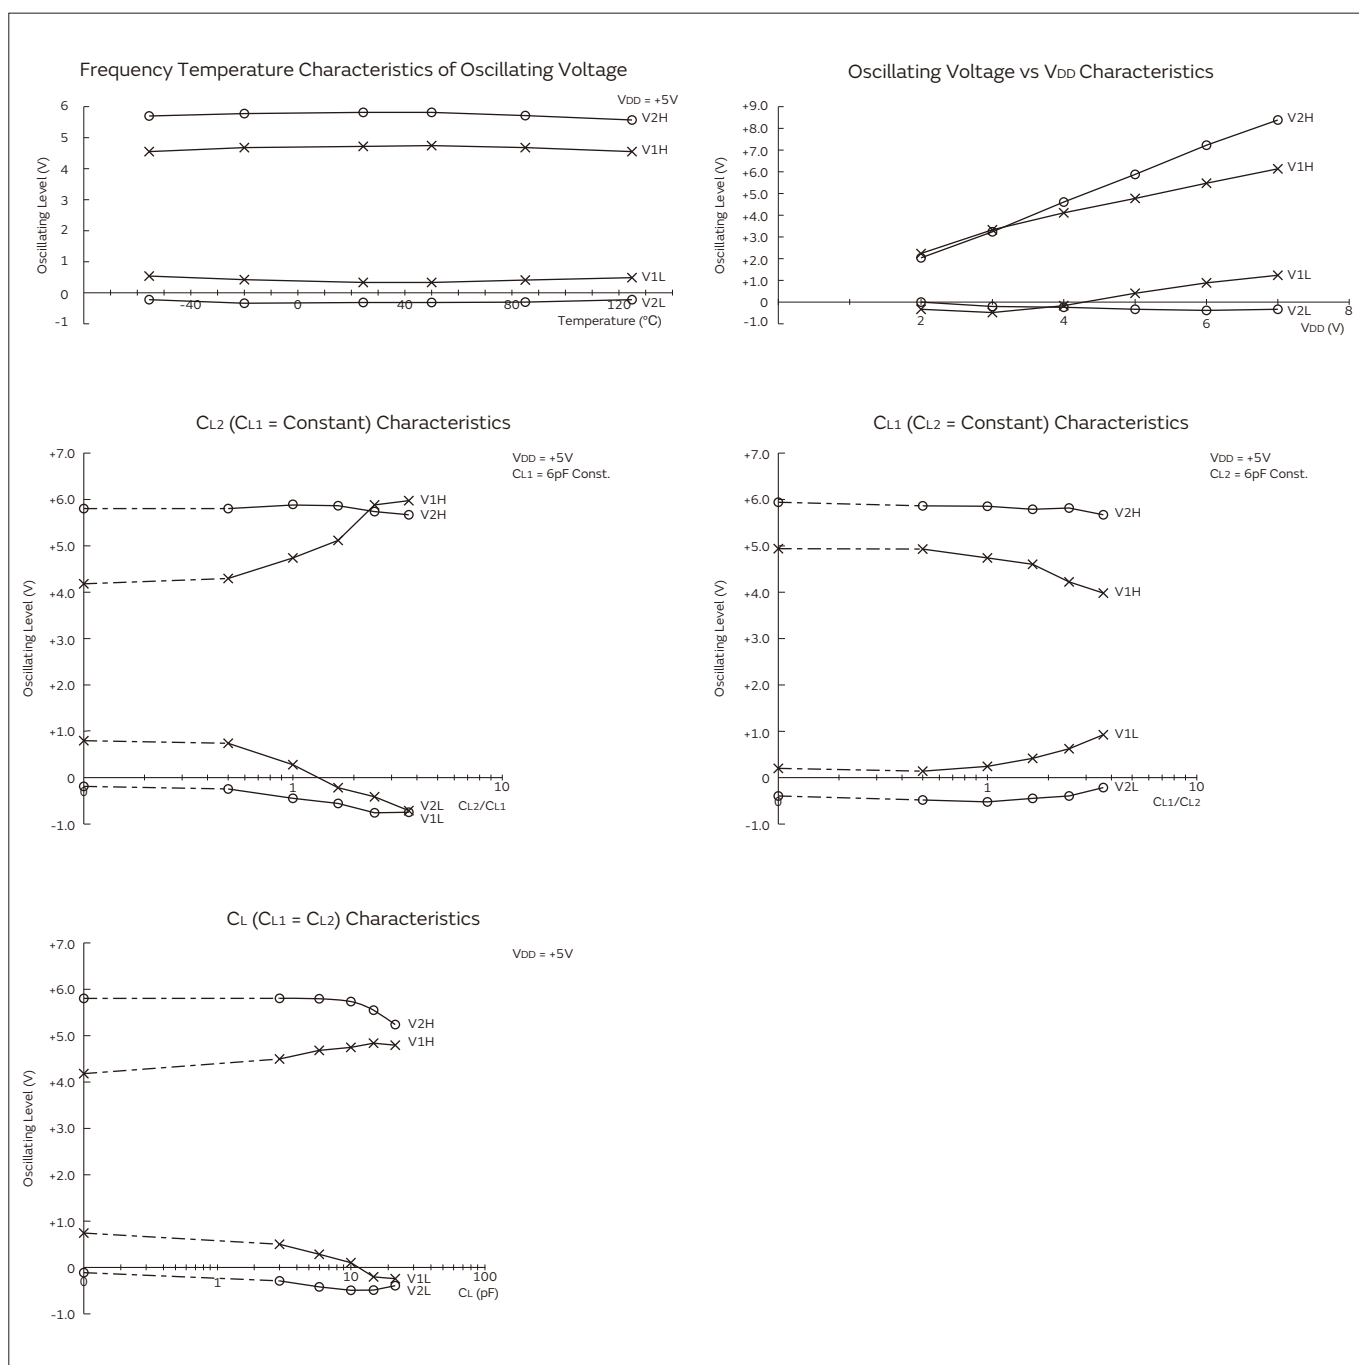 Frequency Temperature Characteristics of Oscillating Voltage
VDD = +5V
Oscillating Level (V)
6
5
4
3
2
1
0
-1
-40
0
40
80
120
V2H
V1H
V1L
V2L
Temperature (°C)
Oscillating Voltage vs VDD Characteristics
Oscillating Level (V)
+9.0
+8.0
+7.0
+6.0
+5.0
+4.0
+3.0
+2.0
+1.0
0
-1.0
2
4
6
8
V2H
V1H
V1L
V2L
VDD (V)
CL2 (CL1 = Constant) Characteristics
VDD = +5V
CL1 = 6pF Const.
Oscillating Level (V)
+7.0
+6.0
+5.0
+4.0
+3.0
+2.0
+1.0
0
-1.0
0
1
10
V1H
V2H
V2L
V1L
CL2/CL1
CL1 (CL2 = Constant) Characteristics
VDD = +5V
CL2 = 6pF Const.
Oscillating Level (V)
+7.0
+6.0
+5.0
+4.0
+3.0
+2.0
+1.0
0
-1.0
0
1
10
V2H
V1H
V1L
V2L
CL1/CL2
CL (CL1 = CL2) Characteristics
VDD = +5V
Oscillating Level (V)
+7.0
+6.0
+5.0
+4.0
+3.0
+2.0
+1.0
0
-1.0
0
1
10
100
V2H
V1H
V1L
V2L
CL (pF)